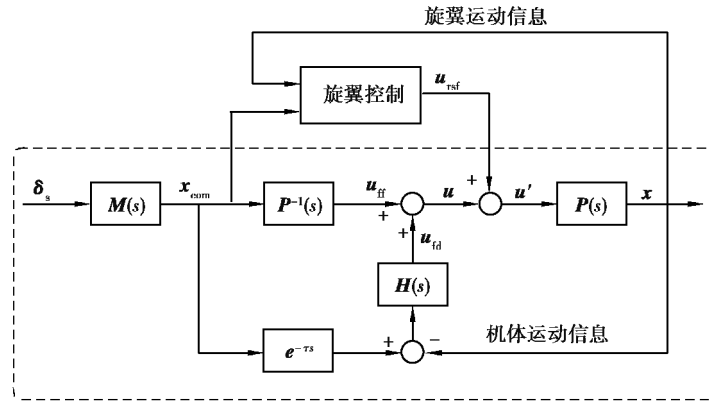 旋翼运动信息
旋翼控制
u_rsf
δ_s
M(s)
x_com
P⁻¹(s)
u_ff
+
+
u
+
u′
P(s)
x
u_fd
H(s)
e^{-τs}
+
−
机体运动信息